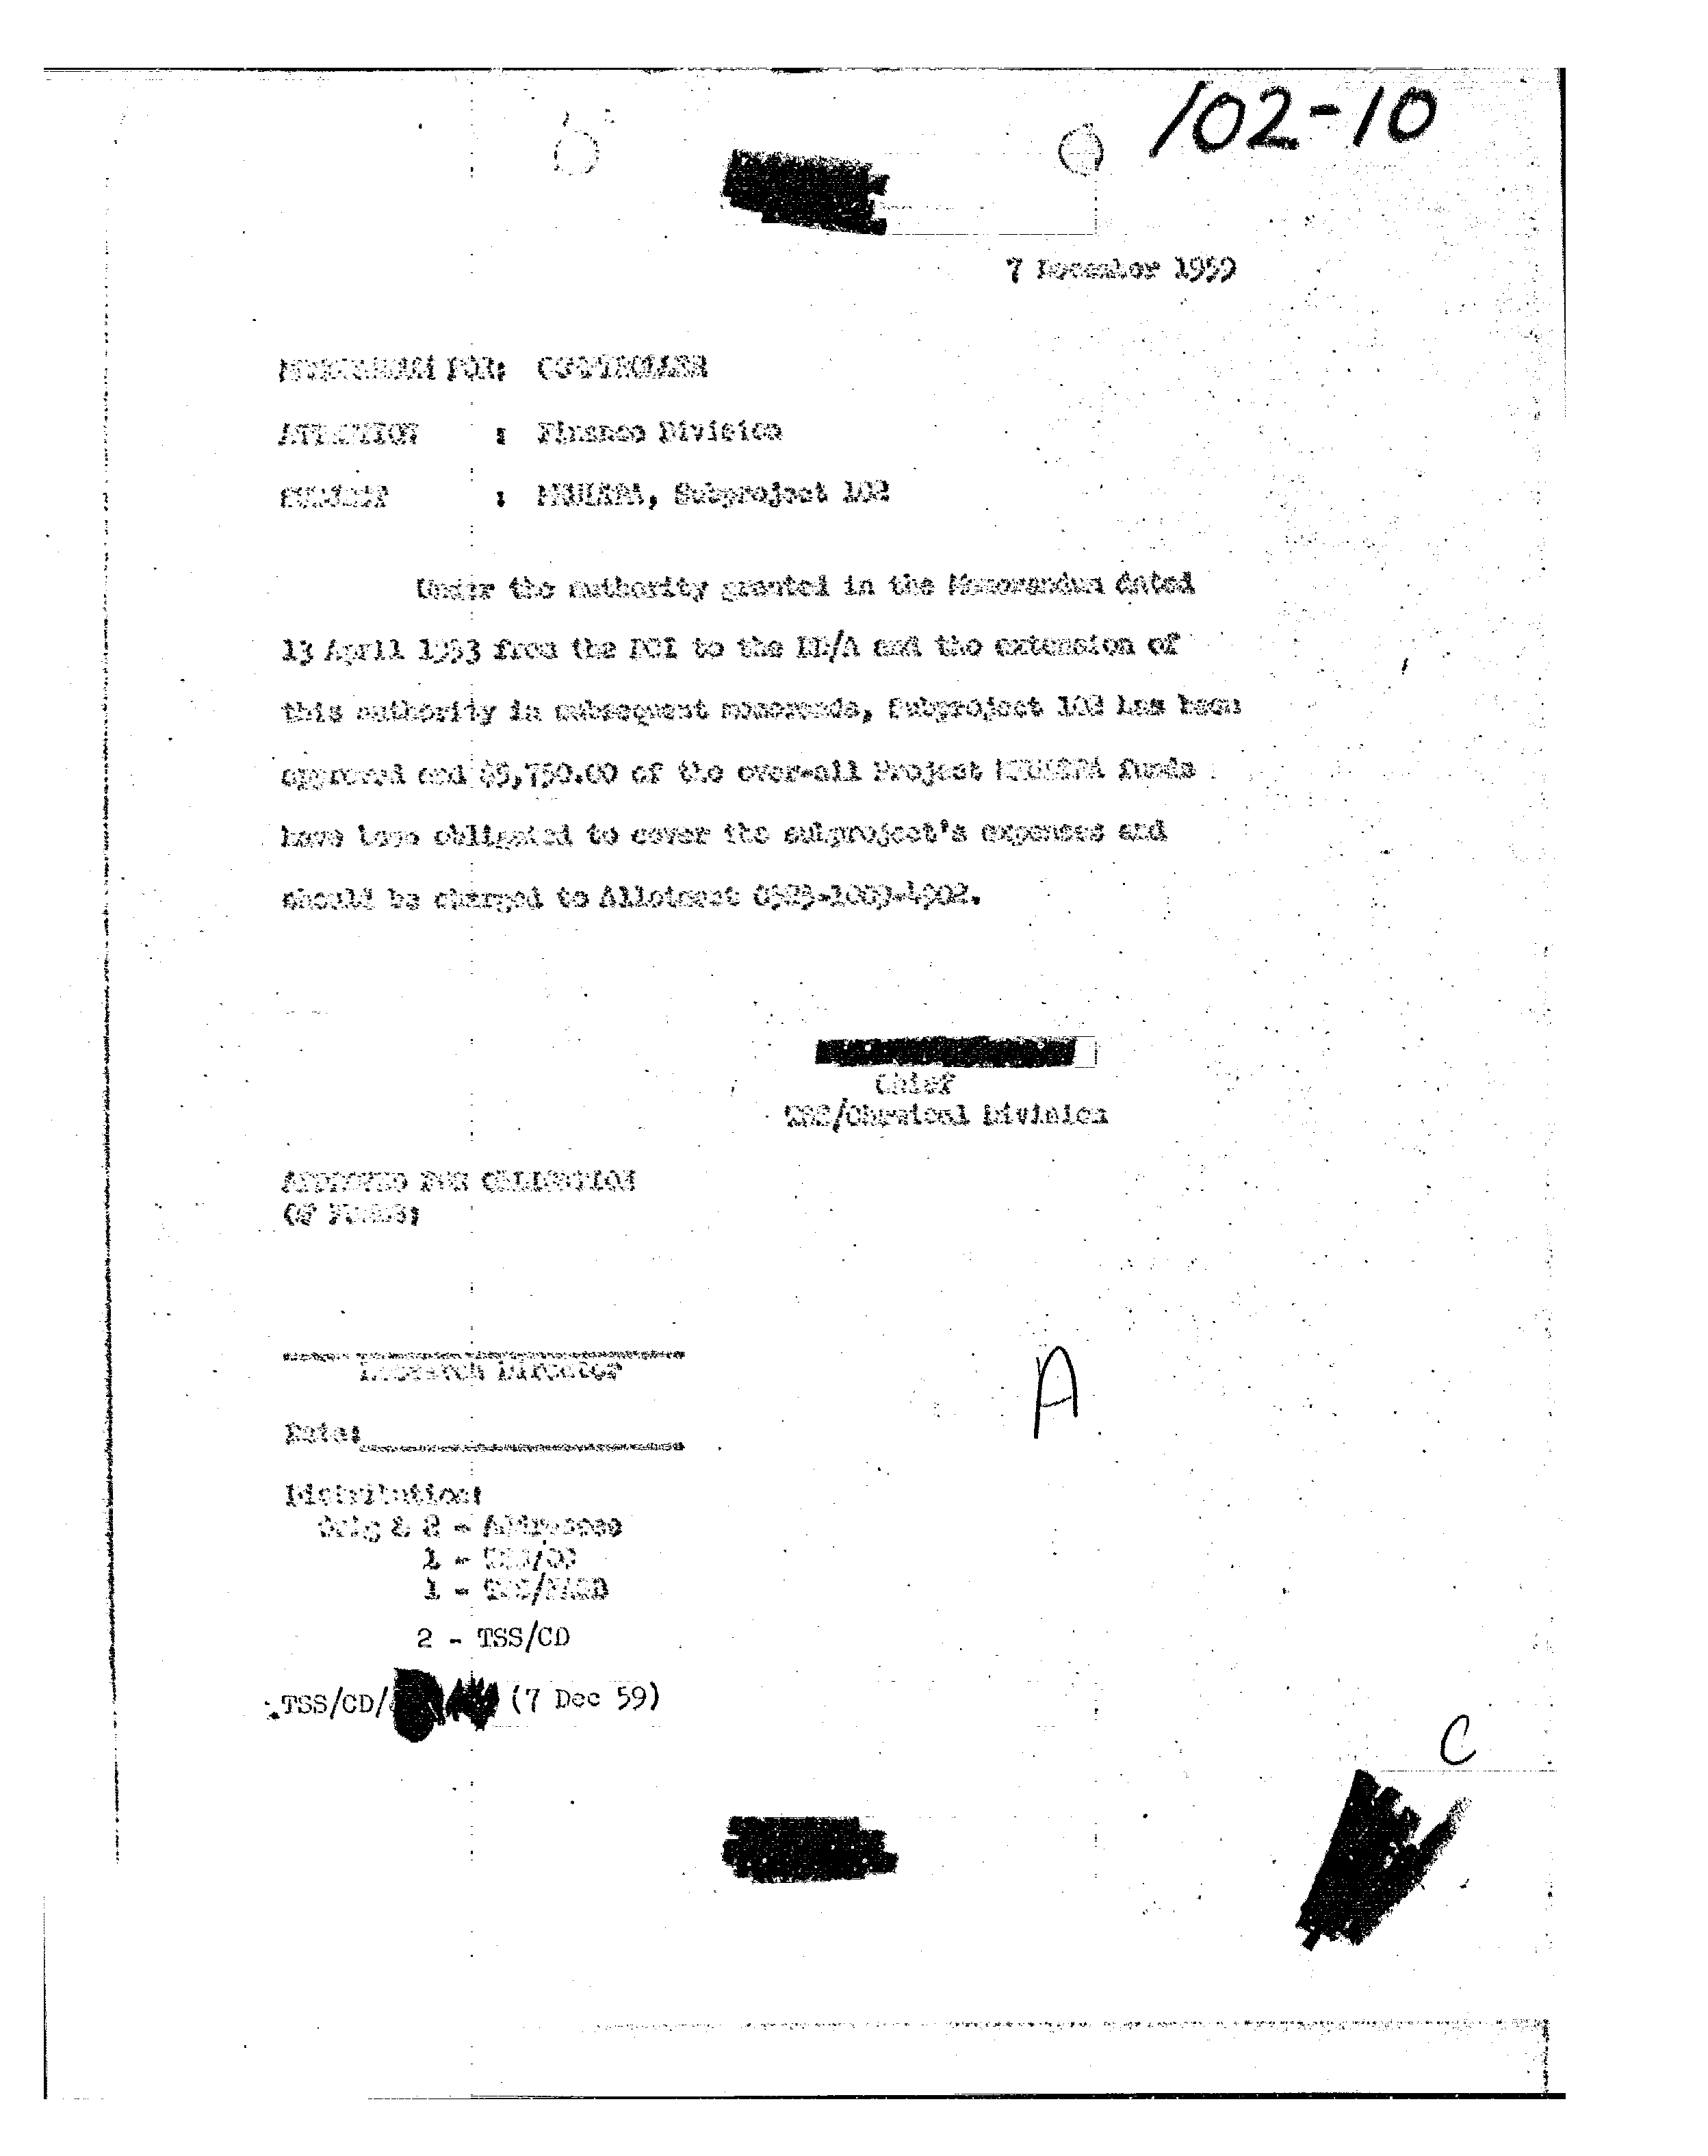 102-10
7 December 1959
MEMORANDUM FOR: CONTROLLER
ATTENTION : Finance Division
SUBJECT : MKULTRA, Subproject 102
Under the authority granted in the Memorandum dated
13 April 1953 from the DCI to the DD/A and the extension of
this authority in subsequent memoranda, Subproject 102 has been
approved and $5,750.00 of the over-all Project MKULTRA funds
have been obligated to cover the subproject's expenses and
should be charged to Allotment
Chief
TSS/Chemical Division
APPROVED FOR OBLIGATION
OF FUNDS:
Research Director
Date:
Distribution:
Orig & 2 - Addressee
1 - TSS/OC
1 - TSS/FASB
2 - TSS/CD
TSS/CD/ (7 Dec 59)
A
C